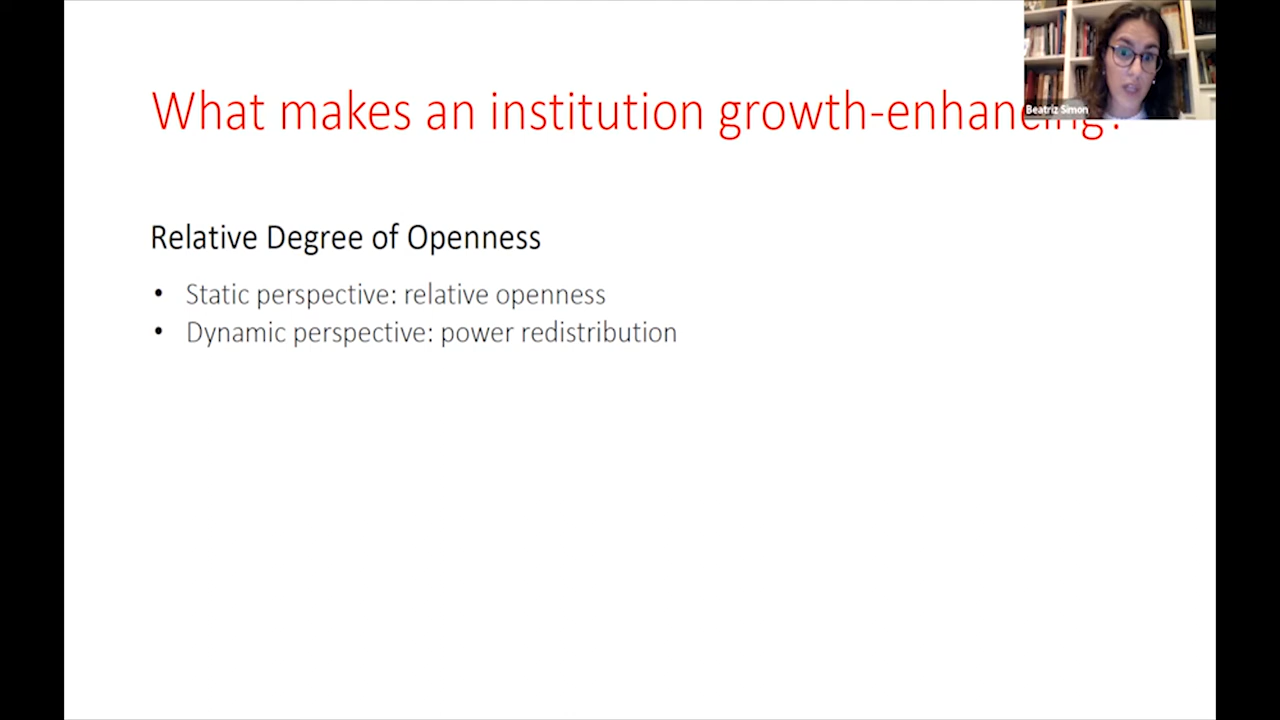 What makes an institution growth-enhancing?
Beatriz Simon
Relative Degree of Openness
• Static perspective: relative openness
• Dynamic perspective: power redistribution